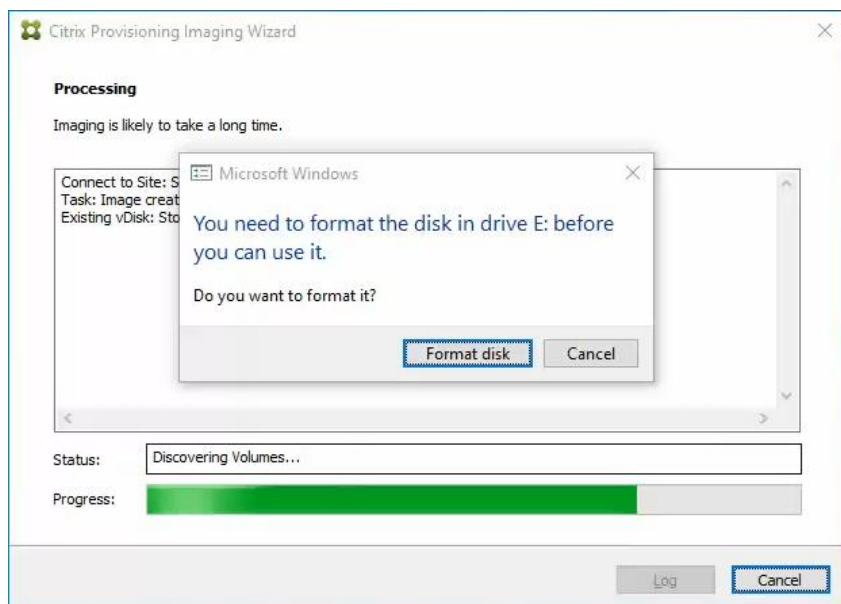 Citrix Provisioning Imaging Wizard
Processing
Imaging is likely to take a long time.
Connect to Site: S
Task: Image creat
Existing vDisk: Sto
Microsoft Windows
You need to format the disk in drive E: before
you can use it.
Do you want to format it?
Format disk
Cancel
Status:
Discovering Volumes...
Progress:
Log
Cancel